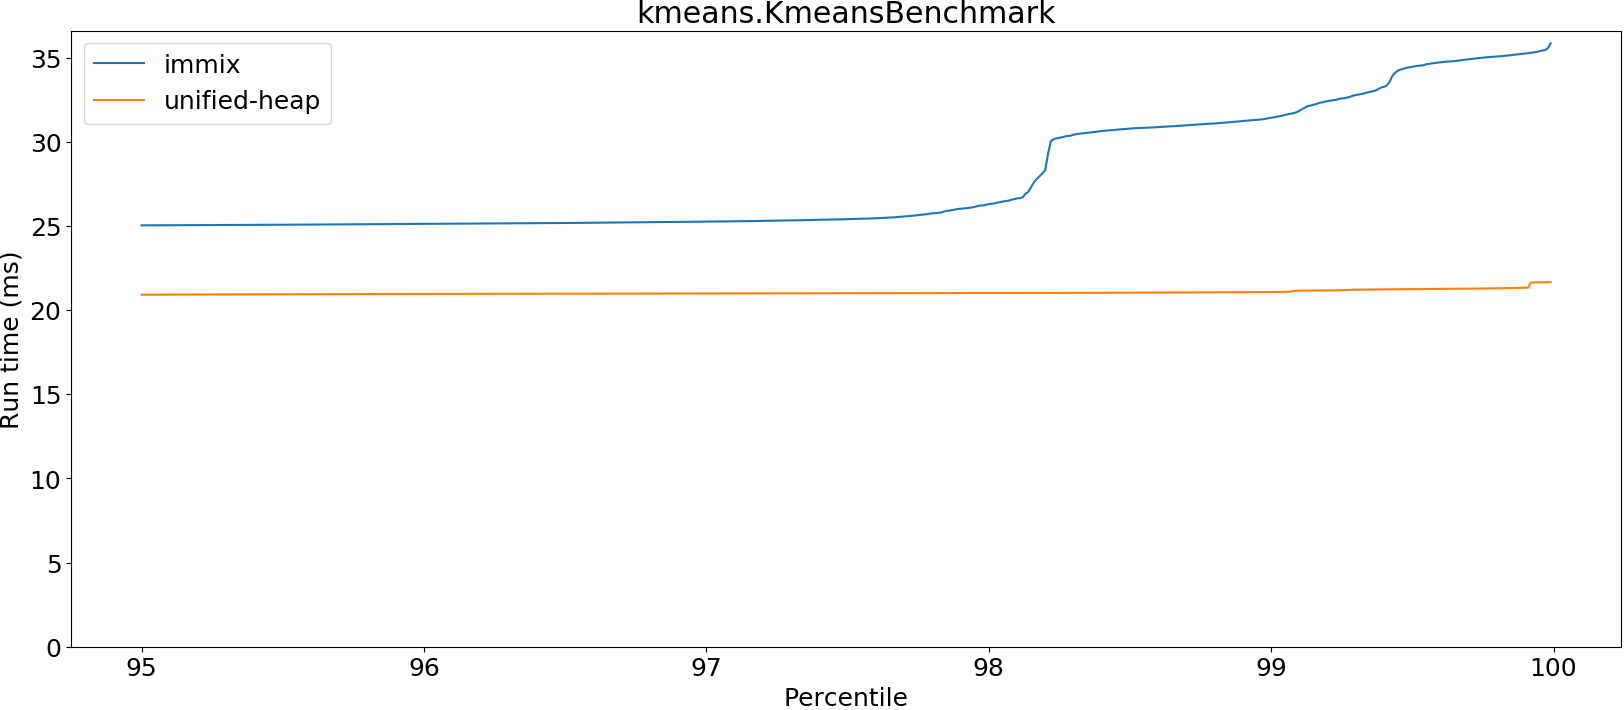 kmeans.KmeansBenchmark
immix
unified-heap
Run time (ms)
35
30
25
20
15
10
5
0
95 96 97 98 99 100
Percentile